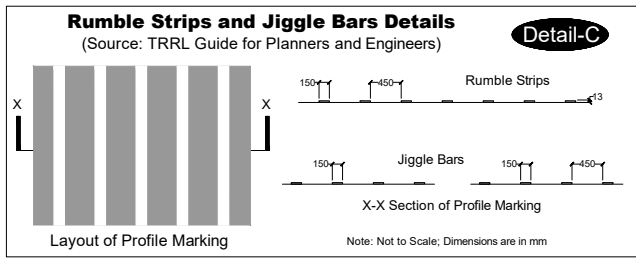 Rumble Strips and Jiggle Bars Details
(Source: TRRL Guide for Planners and Engineers)
Detail-C
X
X
Layout of Profile Marking
150
450
Rumble Strips
13
150
Jiggle Bars
150
450
X-X Section of Profile Marking
Note: Not to Scale; Dimensions are in mm